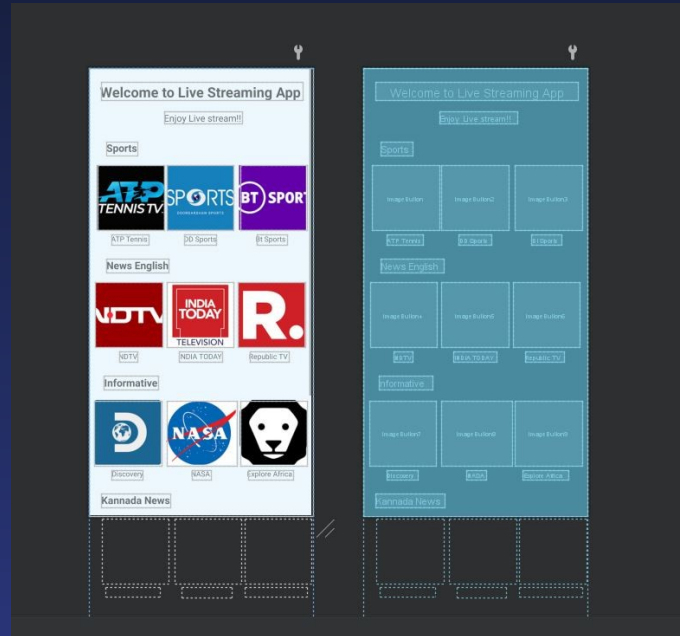 Welcome to Live Streaming App
Enjoy Live stream!!
Sports
ATP TENNIS TV.
SPORTS
DOORDARSHAN SPORTS
BT SPORT
ATP Tennis
DD Sports
Bt Sports
News English
NDTV
INDIA TODAY
TELEVISION
R.
NDTV
INDIA TODAY
Republic TV
Informative
D
NASA
Discovery
NASA
Explore Africa
Kannada News
Welcome to Live Streaming App
Enjoy Live stream!!
Sports
Image Button
Image Button2
Image Button3
ATP Tennis
DD Sports
Bt Sports
News English
Image Button4
Image Button5
Image Button6
NDTV
INDIA TODAY
Republic TV
Informative
Image Button7
Image Button8
Image Button9
Discovery
NASA
Explore Africa
Kannada News